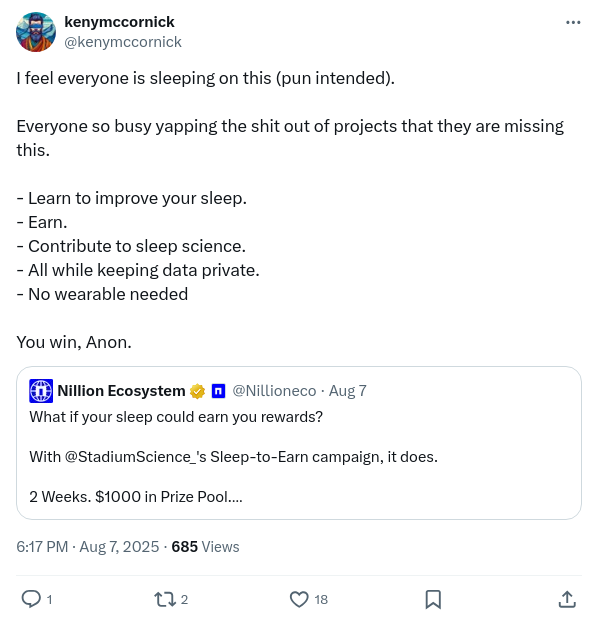 kenymccornick
@kenymccornick
I feel everyone is sleeping on this (pun intended).
Everyone so busy yapping the shit out of projects that they are missing
this.
- Learn to improve your sleep.
- Earn.
- Contribute to sleep science.
- All while keeping data private.
- No wearable needed
You win, Anon.
Nillion Ecosystem @Nillioneco · Aug 7
What if your sleep could earn you rewards?
With @StadiumScience_'s Sleep-to-Earn campaign, it does.
2 Weeks. $1000 in Prize Pool....
6:17 PM · Aug 7, 2025 · 685 Views
1 2 18